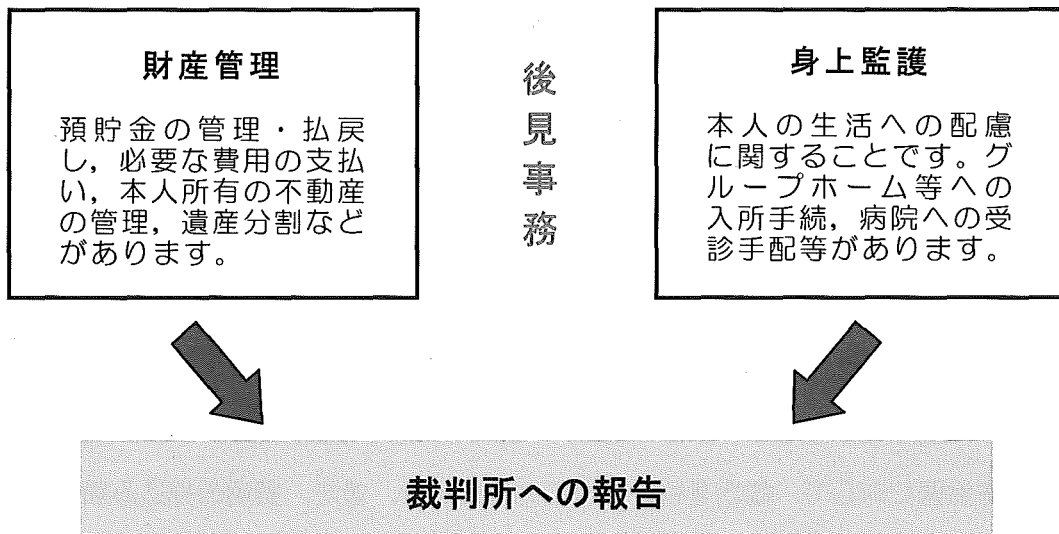 財産管理
預貯金の管理・払戻
し，必要な費用の支払
い，本人所有の不動産
の管理，遺産分割など
があります。
後見事務
身上監護
本人の生活への配慮
に関することです。グ
ループホーム等への
入所手続，病院への受
診手配等があります。
裁判所への報告